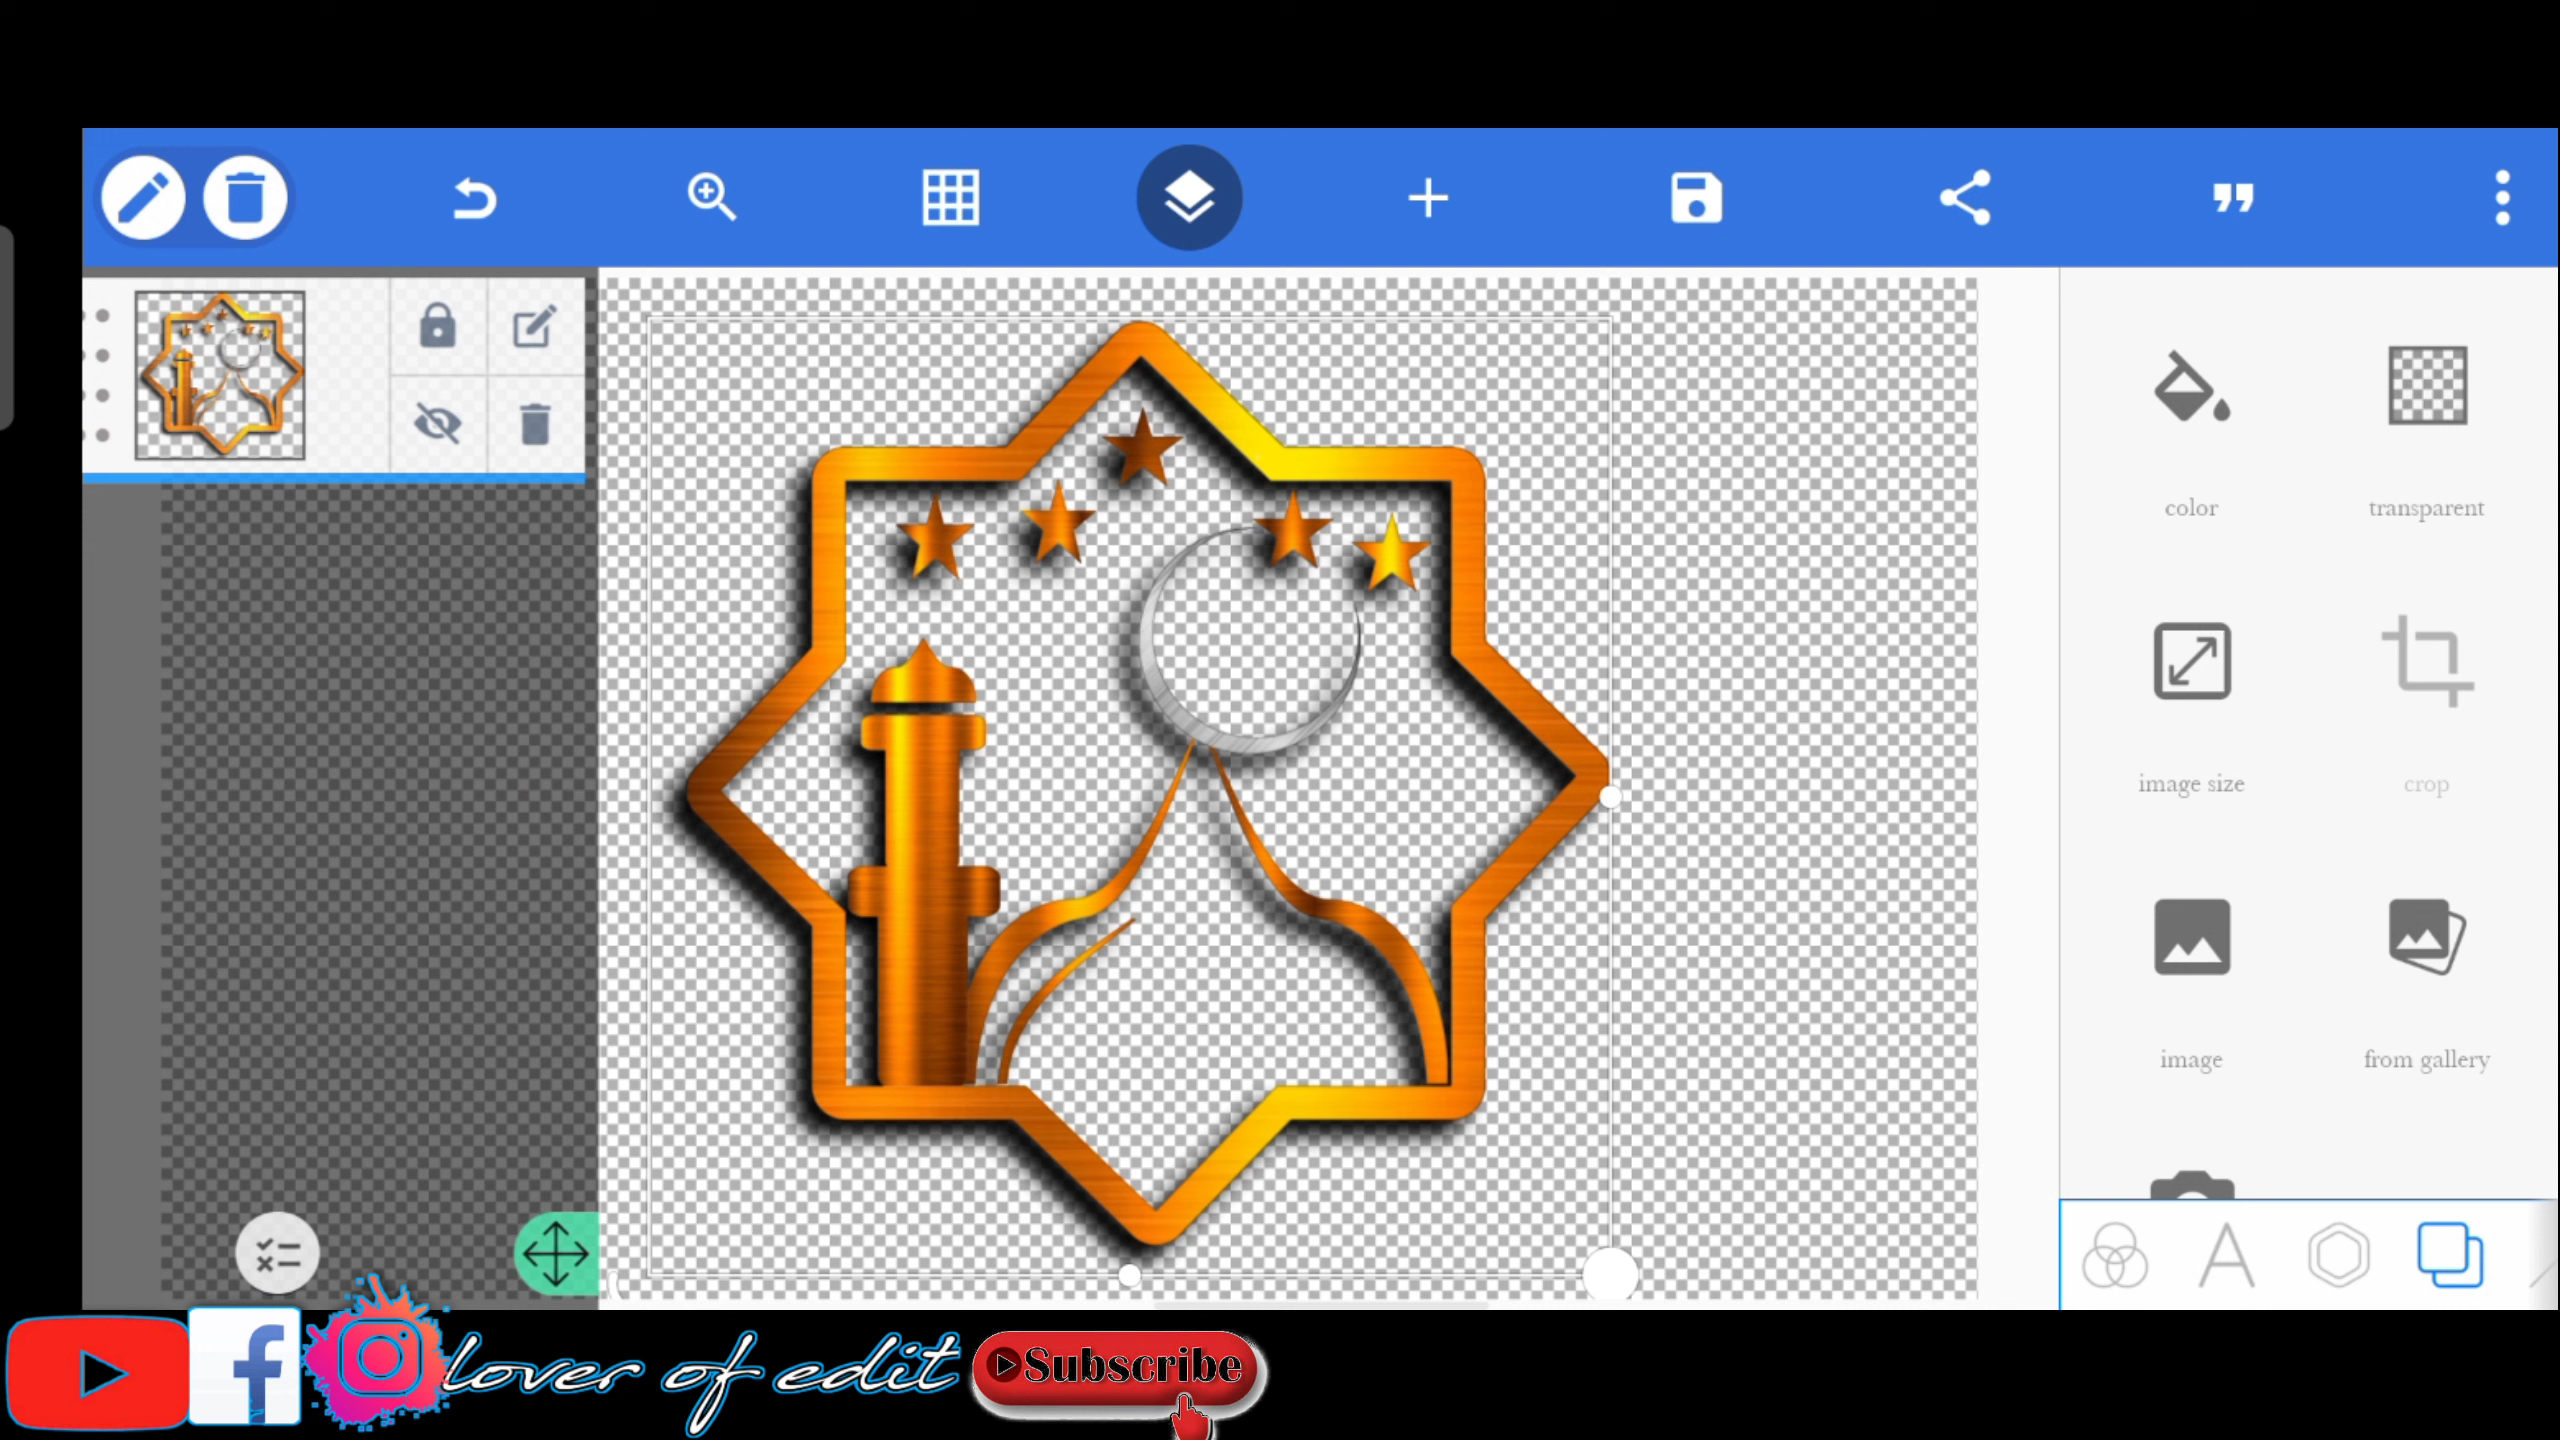 color
transparent
image size
crop
image
from gallery
lover of edit
Subscribe